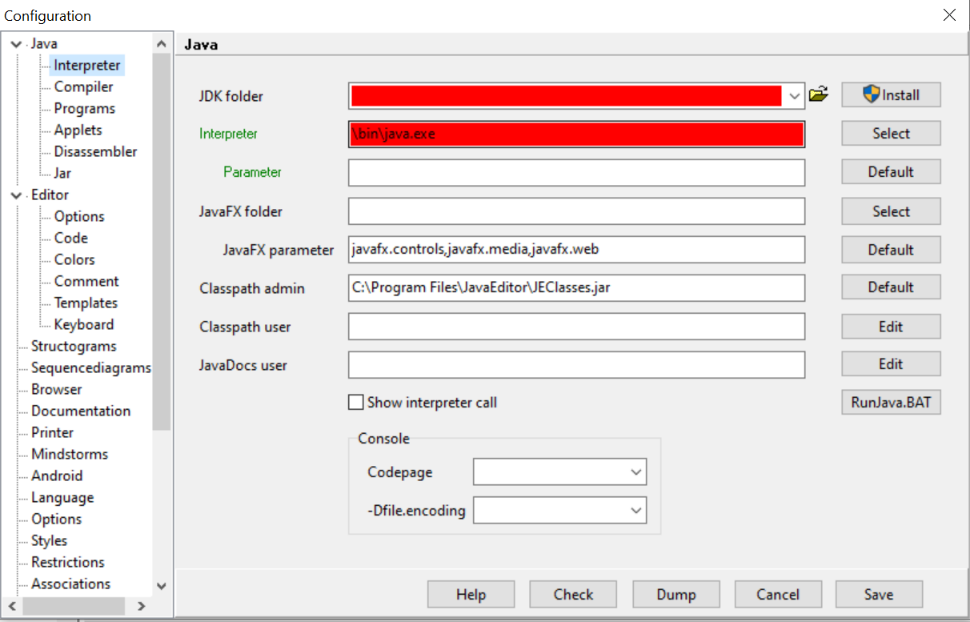 Configuration
Java
Interpreter
Compiler
Programs
Applets
Disassembler
Jar
Editor
Options
Code
Colors
Comment
Templates
Keyboard
Structograms
Sequencediagrams
Browser
Documentation
Printer
Mindstorms
Android
Language
Options
Styles
Restrictions
Associations
Java
JDK folder Install
Interpreter \bin\java.exe Select
Parameter Default
JavaFX folder Select
JavaFX parameter javafx.controls,javafx.media,javafx.web Default
Classpath admin C:\Program Files\JavaEditor\JEClasses.jar Default
Classpath user Edit
JavaDocs user Edit
Show interpreter call RunJava.BAT
Console
Codepage
-Dfile.encoding
Help Check Dump Cancel Save